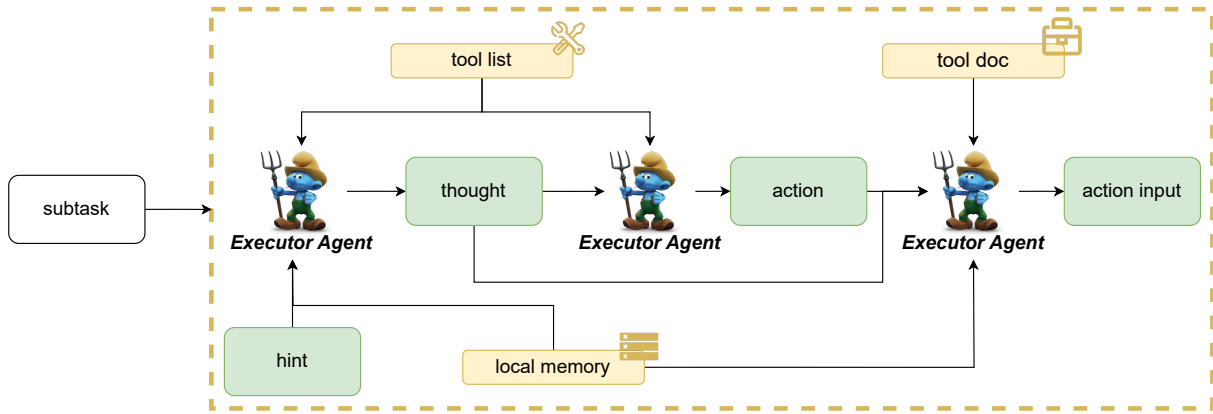 tool list
tool doc
subtask
thought
action
action input
Executor Agent
Executor Agent
Executor Agent
hint
local memory